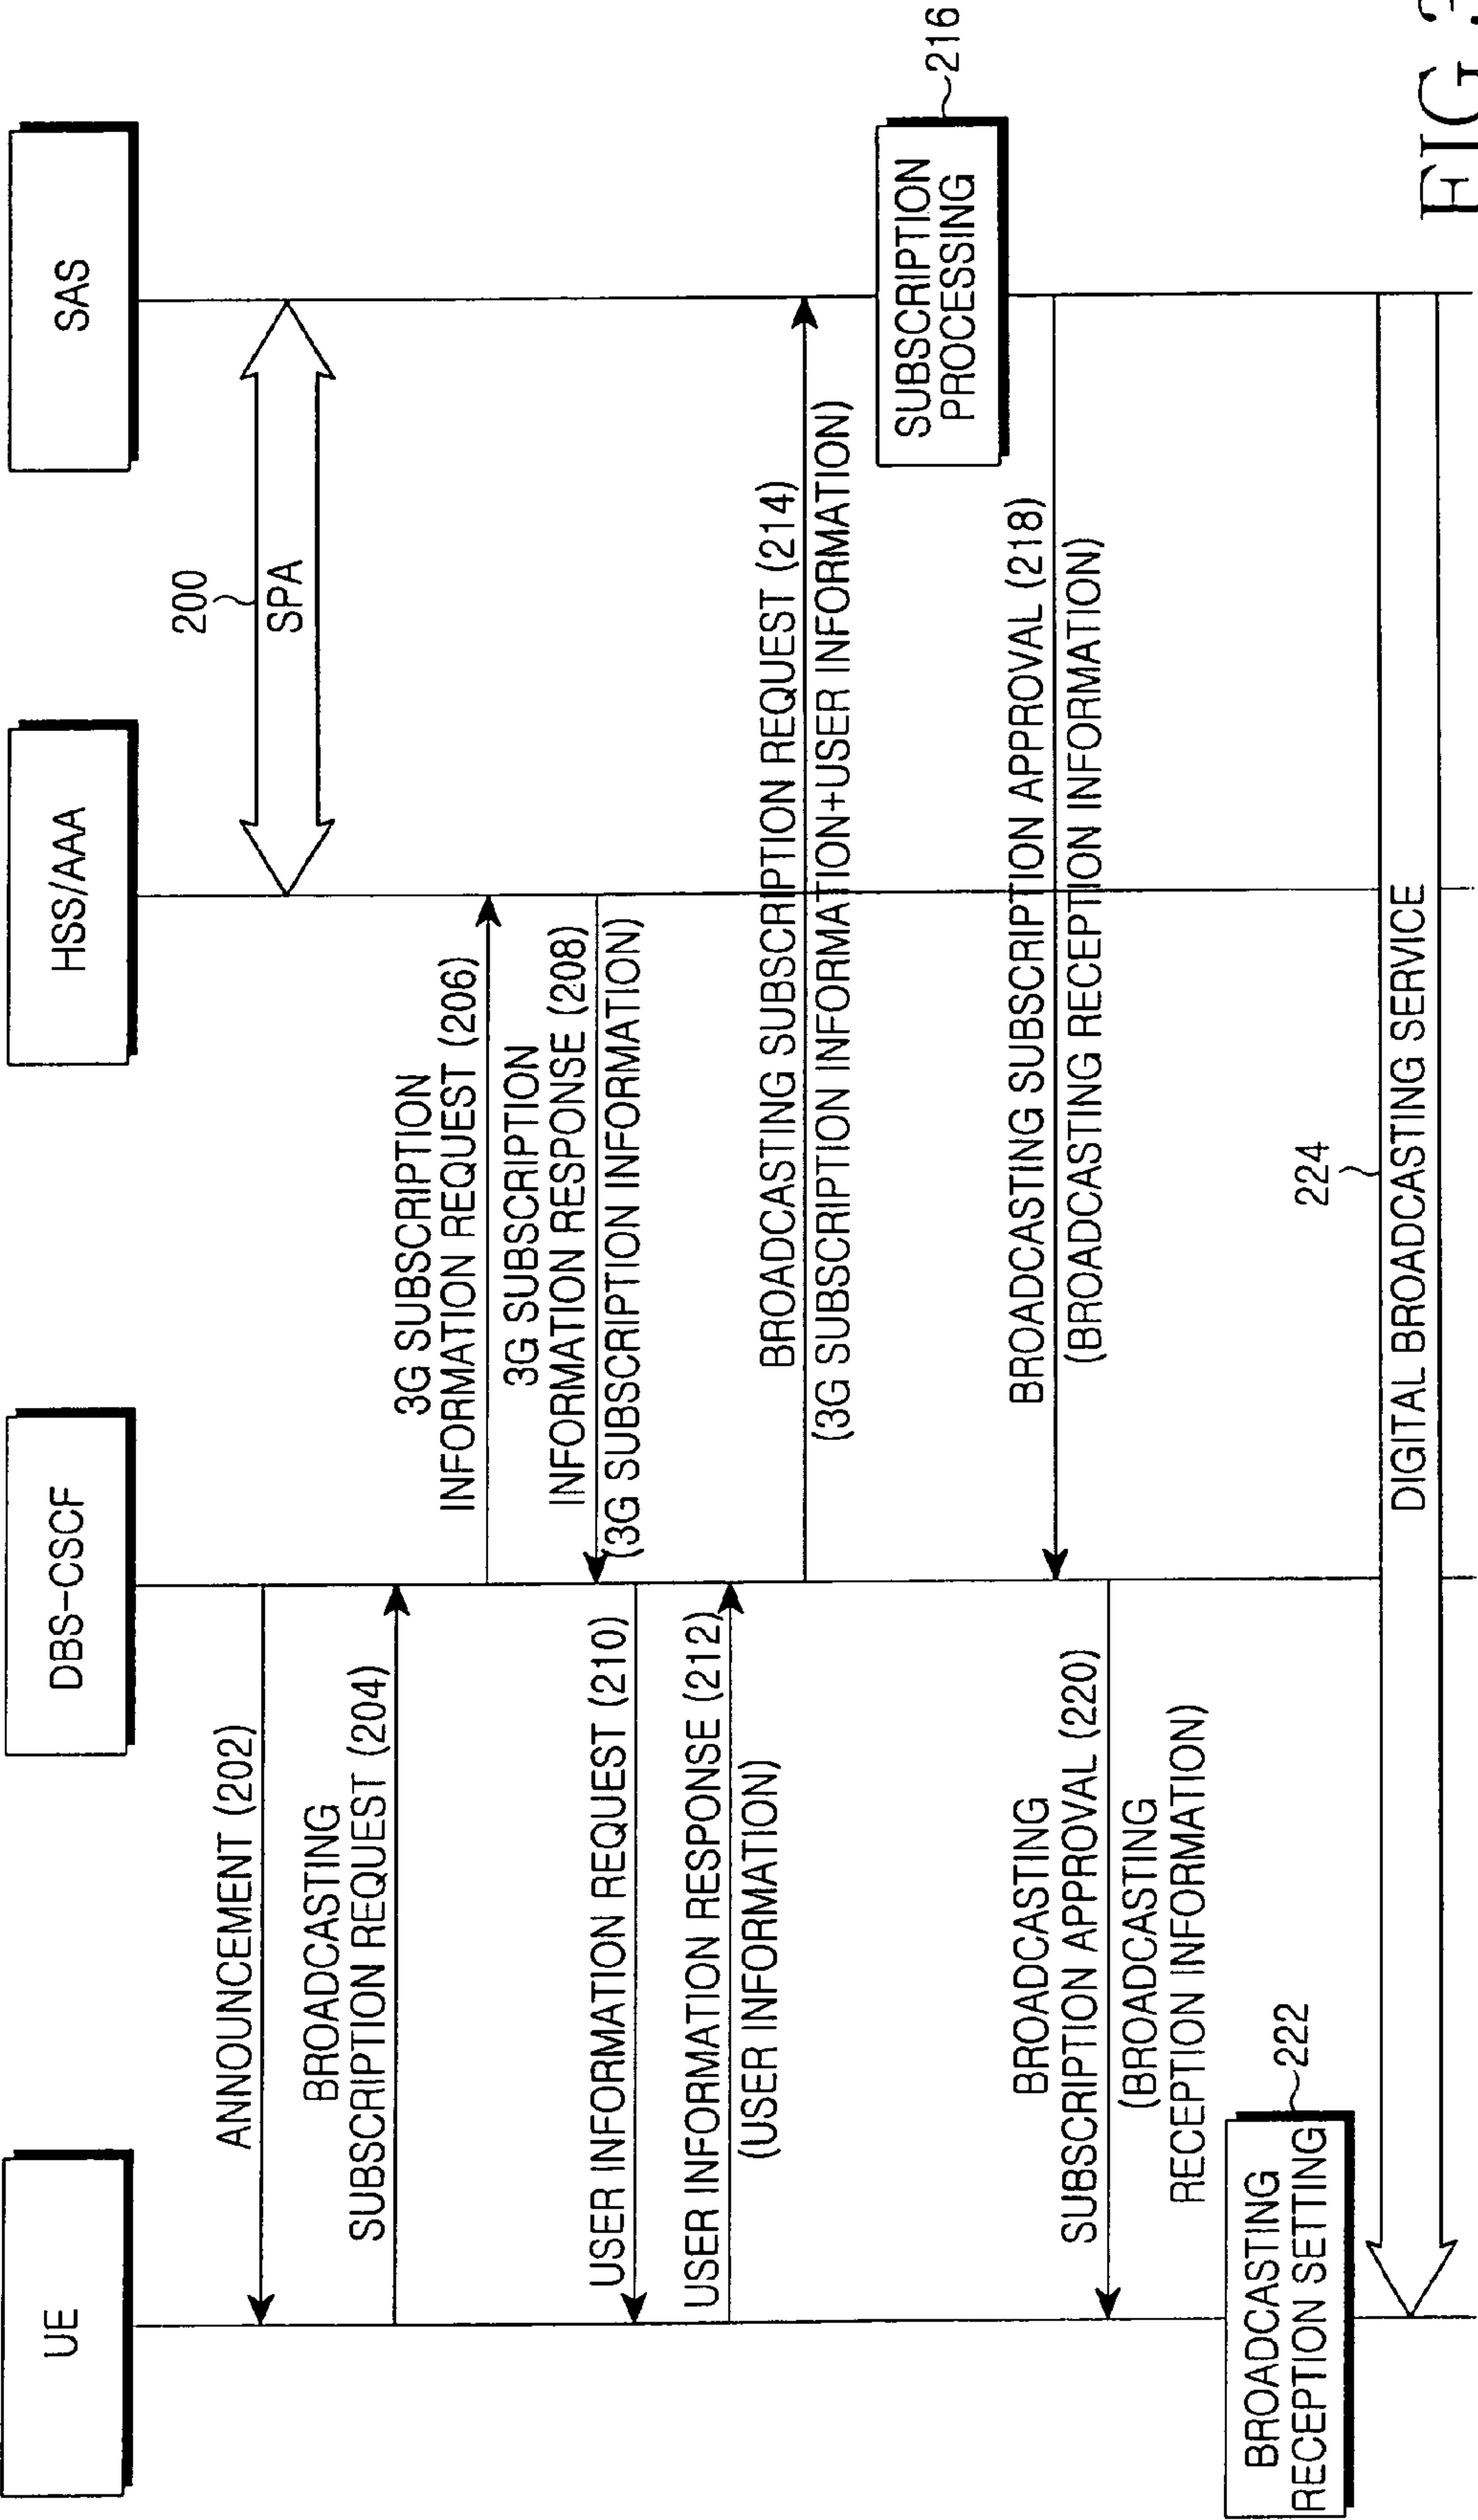 UE
DBS-CSCF
HSS/AAA
SAS
200
SPA
ANNOUNCEMENT (202)
BROADCASTING
SUBSCRIPTION REQUEST (204)
3G SUBSCRIPTION
INFORMATION REQUEST (206)
3G SUBSCRIPTION
INFORMATION RESPONSE (208)
(3G SUBSCRIPTION INFORMATION)
USER INFORMATION REQUEST (210)
USER INFORMATION RESPONSE (212)
(USER INFORMATION)
BROADCASTING SUBSCRIPTION REQUEST (214)
(3G SUBSCRIPTION INFORMATION+USER INFORMATION)
SUBSCRIPTION
PROCESSING
216
BROADCASTING SUBSCRIPTION APPROVAL (218)
(BROADCASTING RECEPTION INFORMATION)
BROADCASTING
SUBSCRIPTION APPROVAL (220)
(BROADCASTING
RECEPTION INFORMATION)
BROADCASTING
RECEPTION SETTING
222
224
DIGITAL BROADCASTING SERVICE
FIG.